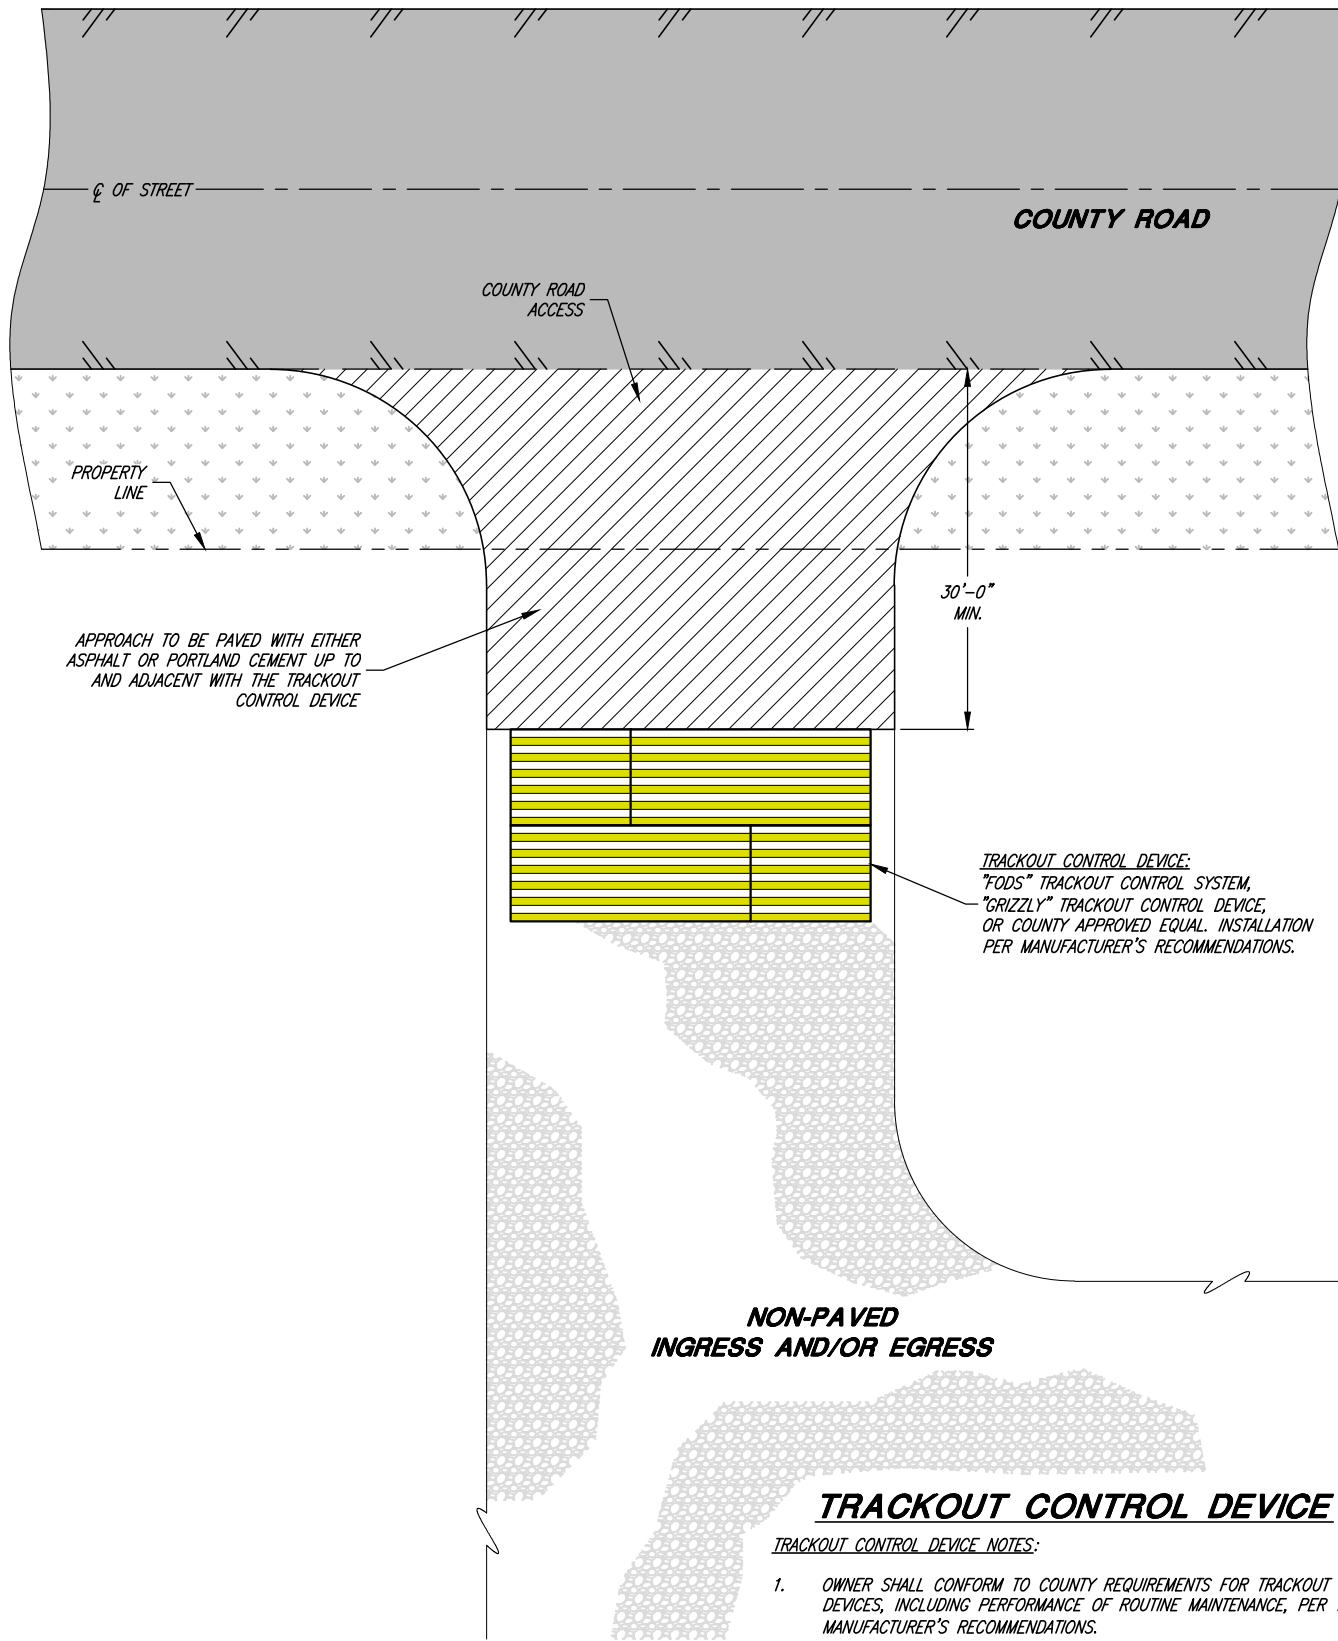 ℄ OF STREET
COUNTY ROAD
COUNTY ROAD
ACCESS
PROPERTY
LINE
30'-0"
MIN.
APPROACH TO BE PAVED WITH EITHER
ASPHALT OR PORTLAND CEMENT UP TO
AND ADJACENT WITH THE TRACKOUT
CONTROL DEVICE
TRACKOUT CONTROL DEVICE:
"FODS" TRACKOUT CONTROL SYSTEM,
"GRIZZLY" TRACKOUT CONTROL DEVICE,
OR COUNTY APPROVED EQUAL. INSTALLATION
PER MANUFACTURER'S RECOMMENDATIONS.
NON-PAVED
INGRESS AND/OR EGRESS
TRACKOUT CONTROL DEVICE
TRACKOUT CONTROL DEVICE NOTES:
1. OWNER SHALL CONFORM TO COUNTY REQUIREMENTS FOR TRACKOUT
DEVICES, INCLUDING PERFORMANCE OF ROUTINE MAINTENANCE, PER
MANUFACTURER'S RECOMMENDATIONS.